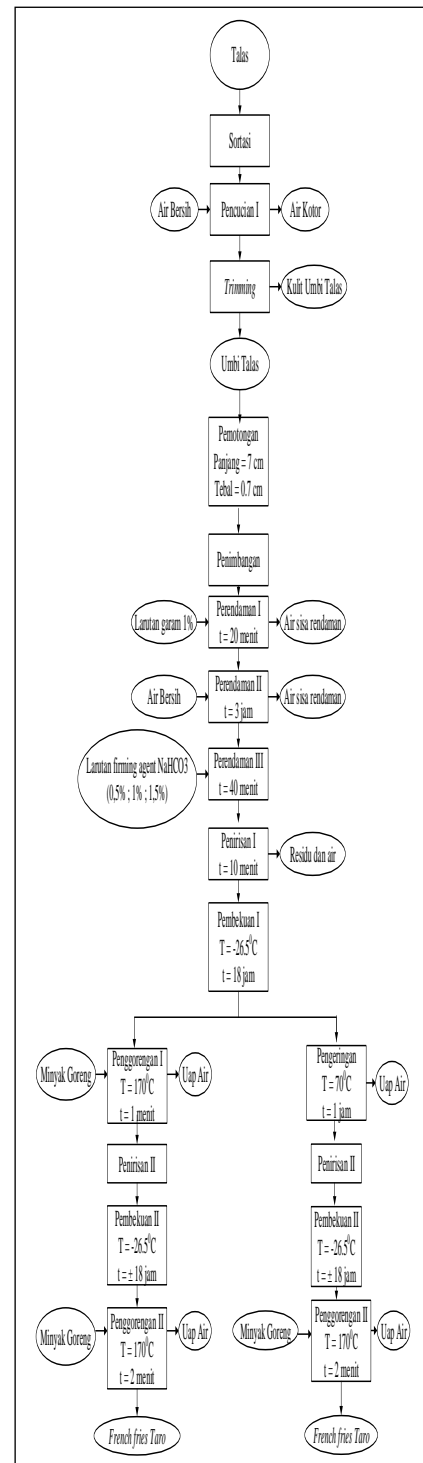 Talas
Sortasi
Air Bersih
Pencucian I
Air Kotor
Trimming
Kulit Umbi Talas
Umbi Talas
Pemotongan
Panjang = 7 cm
Tebal = 0.7 cm
Penimbangan
Larutan garam 1%
Perendaman I
t = 20 menit
Air sisa rendaman
Air Bersih
Perendaman II
t = 3 jam
Air sisa rendaman
Larutan firming agent NaHCO3
(0,5% ; 1% ; 1,5%)
Perendaman III
t = 40 menit
Penirisan I
t = 10 menit
Residu dan air
Pembekuan I
T = -26.5⁰C
t = 18 jam
Minyak Goreng
Penggorengan I
T = 170⁰C
t = 1 menit
Uap Air
Penirisan II
Pembekuan II
T = -26.5⁰C
t = ± 18 jam
Minyak Goreng
Penggorengan II
T = 170⁰C
t = 2 menit
Uap Air
French fries Taro
Pengeringan
T = 70⁰C
t = 1 jam
Uap Air
Penirisan II
Pembekuan II
T = -26.5⁰C
t = ± 18 jam
Minyak Goreng
Penggorengan II
T = 170⁰C
t = 2 menit
Uap Air
French fries Taro